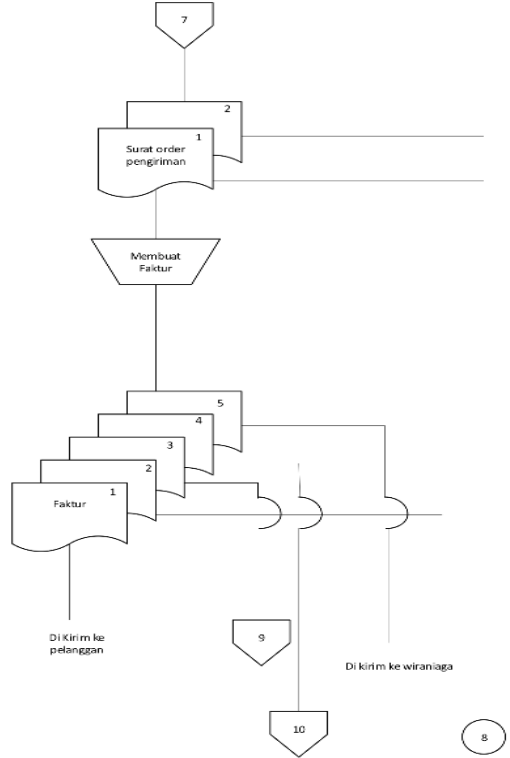 7
2
1
Surat order
pengiriman
Membuat
Faktur
5
4
3
2
1
Faktur
Di Kirim ke
pelanggan
9
Di kirim ke wiraniaga
10
8